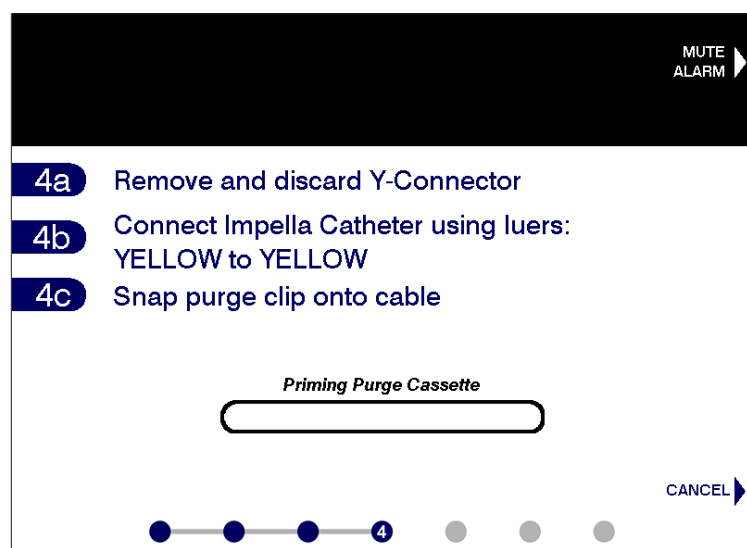 MUTE
ALARM
4a Remove and discard Y-Connector
4b Connect Impella Catheter using luers:
YELLOW to YELLOW
4c Snap purge clip onto cable
Priming Purge Cassette
CANCEL
4